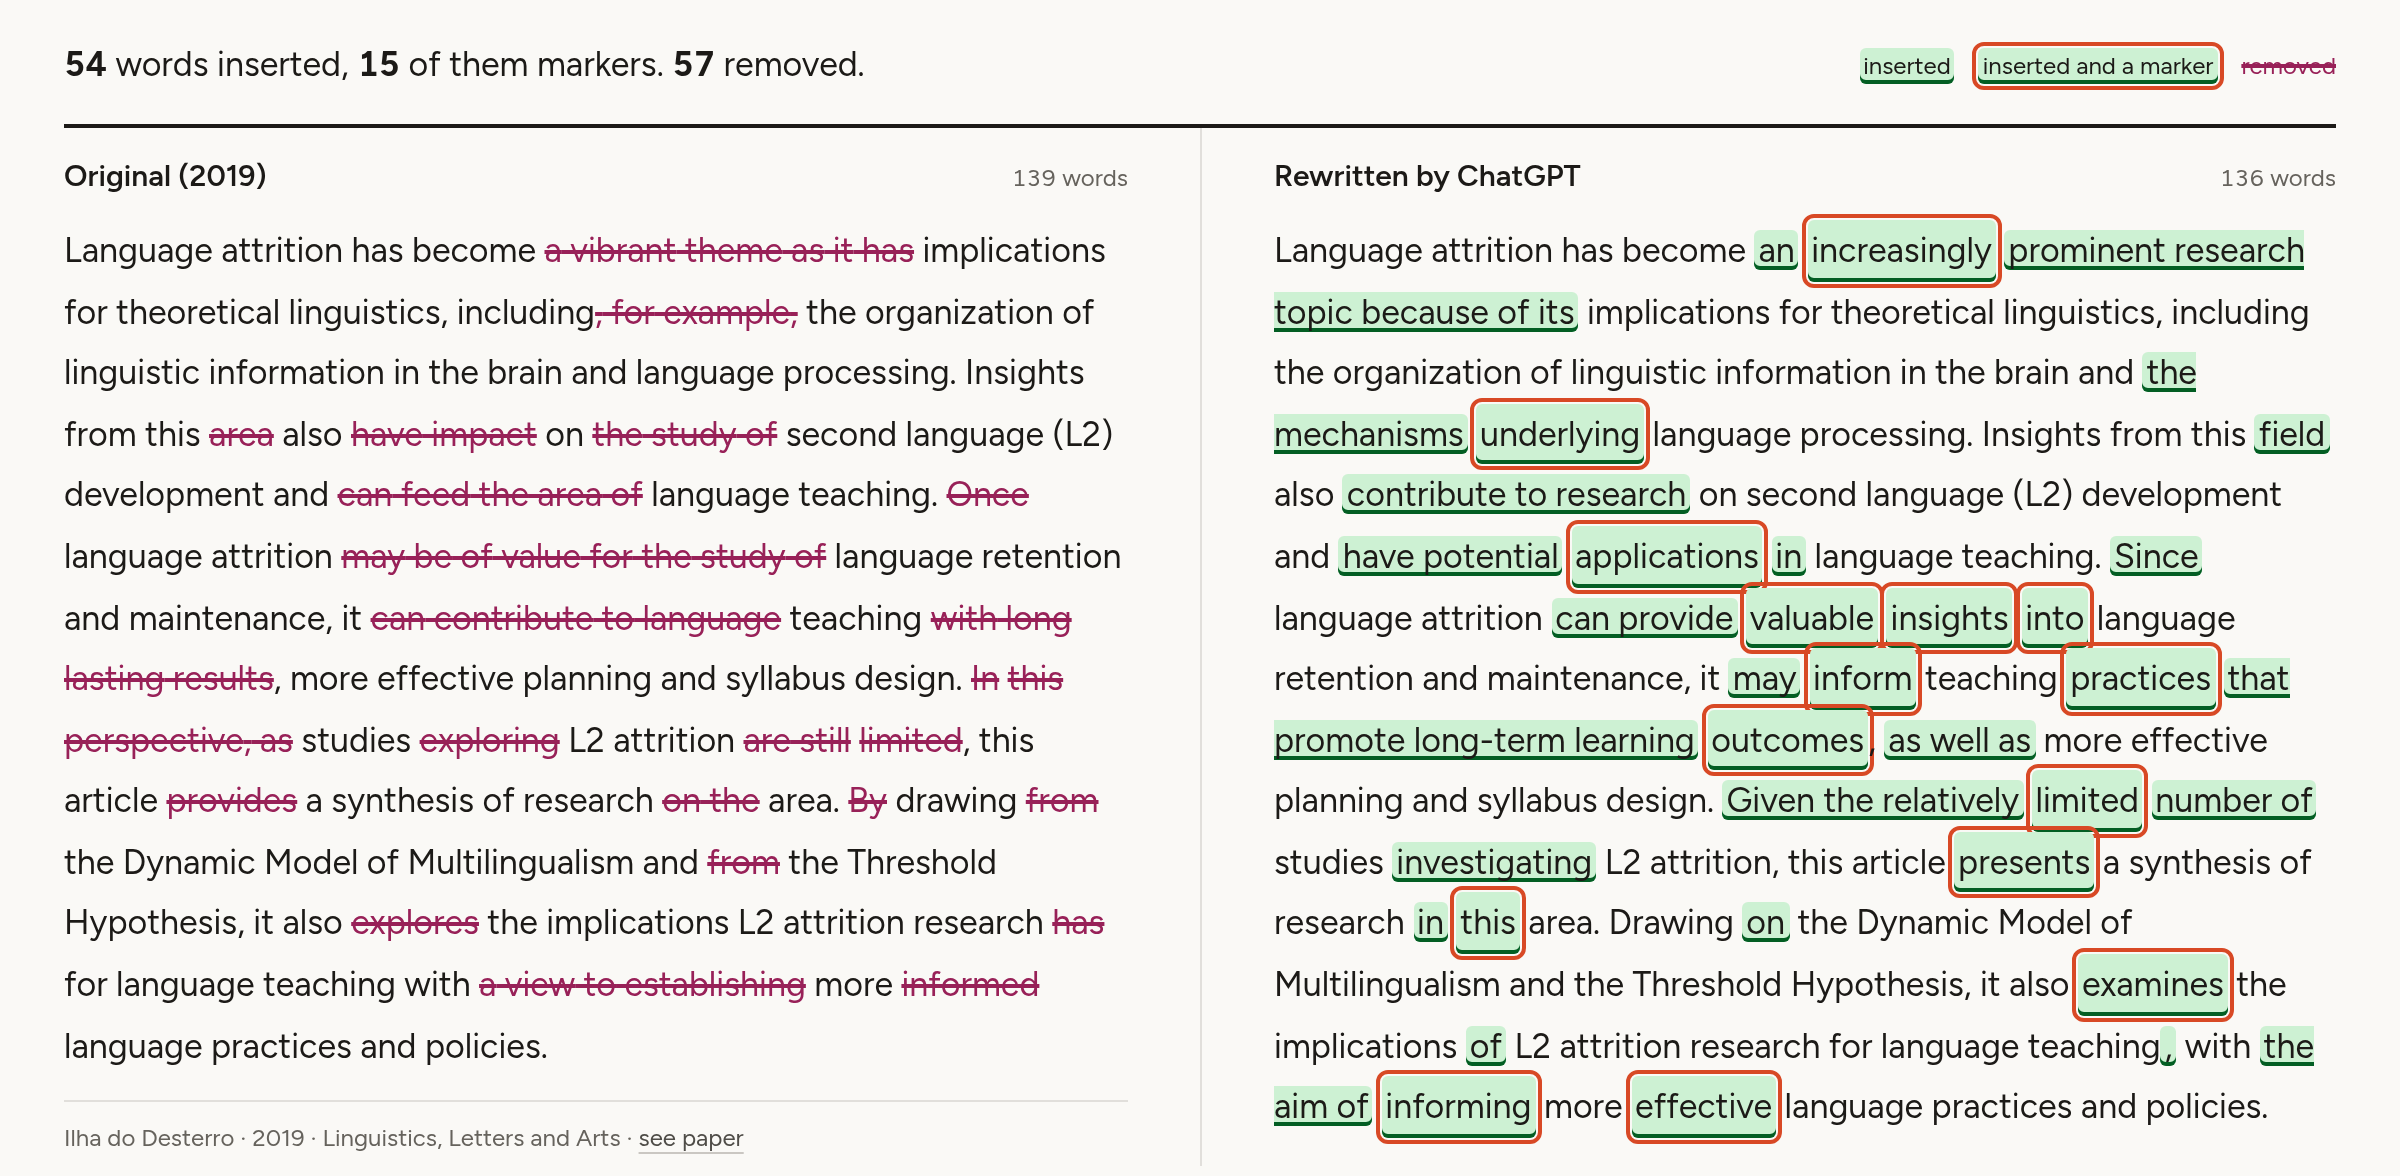 54 words inserted, 15 of them markers. 57 removed.
inserted inserted and a marker removed
Original (2019) 139 words
Language attrition has become a vibrant theme as it has implications
for theoretical linguistics, including, for example, the organization of
linguistic information in the brain and language processing. Insights
from this area also have impact on the study of second language (L2)
development and can feed the area of language teaching. Once
language attrition may be of value for the study of language retention
and maintenance, it can contribute to language teaching with long
lasting results, more effective planning and syllabus design. In this
perspective, as studies exploring L2 attrition are still limited, this
article provides a synthesis of research on the area. By drawing from
the Dynamic Model of Multilingualism and from the Threshold
Hypothesis, it also explores the implications L2 attrition research has
for language teaching with a view to establishing more informed
language practices and policies.
Ilha do Desterro · 2019 · Linguistics, Letters and Arts · see paper
Rewritten by ChatGPT 136 words
Language attrition has become an increasingly prominent research
topic because of its implications for theoretical linguistics, including
the organization of linguistic information in the brain and the
mechanisms underlying language processing. Insights from this field
also contribute to research on second language (L2) development
and have potential applications in language teaching. Since
language attrition can provide valuable insights into language
retention and maintenance, it may inform teaching practices that
promote long-term learning outcomes, as well as more effective
planning and syllabus design. Given the relatively limited number of
studies investigating L2 attrition, this article presents a synthesis of
research in this area. Drawing on the Dynamic Model of
Multilingualism and the Threshold Hypothesis, it also examines the
implications of L2 attrition research for language teaching, with the
aim of informing more effective language practices and policies.